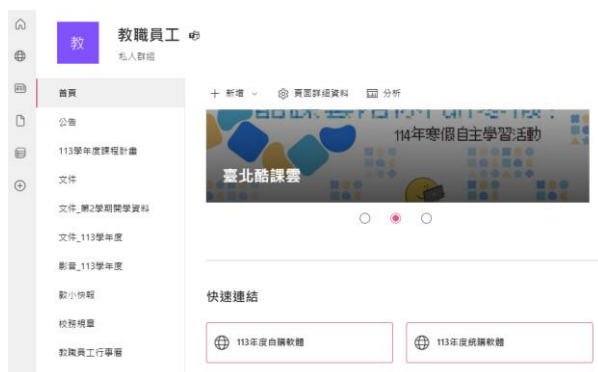 教
教職員工
私人群組
首頁
公告
113學年度課程計畫
文件
文件_第2學期開學資料
文件_113學年度
影音_113學年度
敦小快報
校務規章
教職員工行事曆
＋ 新增
頁面詳細資料
分析
114年寒假自主學習活動
臺北酷課雲
快速連結
113年度自購軟體
113年度統購軟體